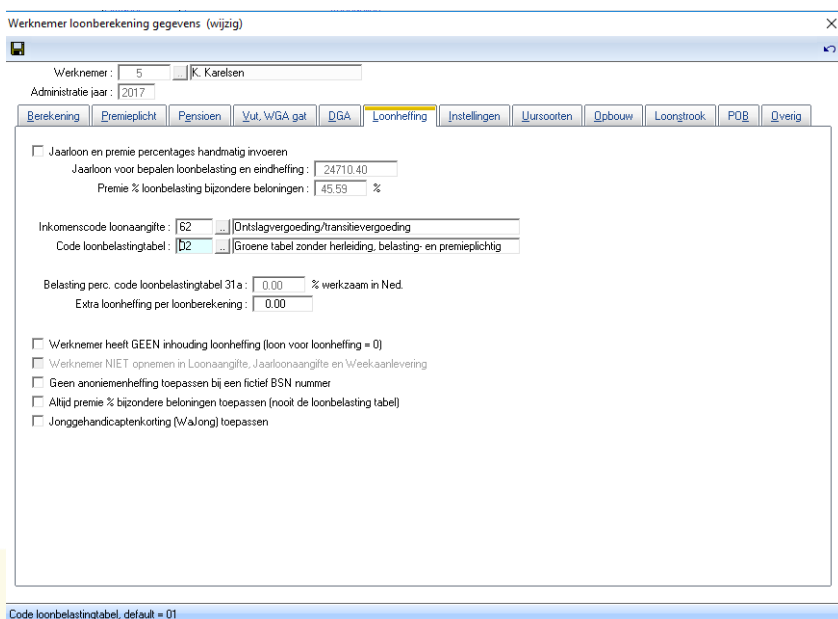 Werknemer loonberekening gegevens (wijzig)
Werknemer : 5 ... K. Karelsen
Administratie jaar : 2017
Berekening Premieplicht Pensioen Vut, WGA gat DGA Loonheffing Instellingen Uursoorten Opbouw Loonstrook POB Overig
Jaarloon en premie percentages handmatig invoeren
Jaarloon voor bepalen loonbelasting en eindheffing : 24710.40
Premie % loonbelasting bijzondere beloningen : 45.59 %
Inkomenscode loonaangifte : 62 ... Ontslagvergoeding/transitievergoeding
Code loonbelastingtabel : 02 ... Groene tabel zonder herleiding, belasting- en premieplichtig
Belasting perc. code loonbelastingtabel 31a : 0.00 % werkzaam in Ned.
Extra loonheffing per loonberekening : 0.00
Werknemer heeft GEEN inhouding loonheffing (loon voor loonheffing = 0)
Werknemer NIET opnemen in Loonaangifte, Jaarloonaangifte en Weekaanlevering
Geen anoniemenheffing toepassen bij een fictief BSN nummer
Altijd premie % bijzondere beloningen toepassen (nooit de loonbelasting tabel)
Jonggehandicaptenkorting (WaJong) toepassen
Code loonbelastingtabel, default = 01